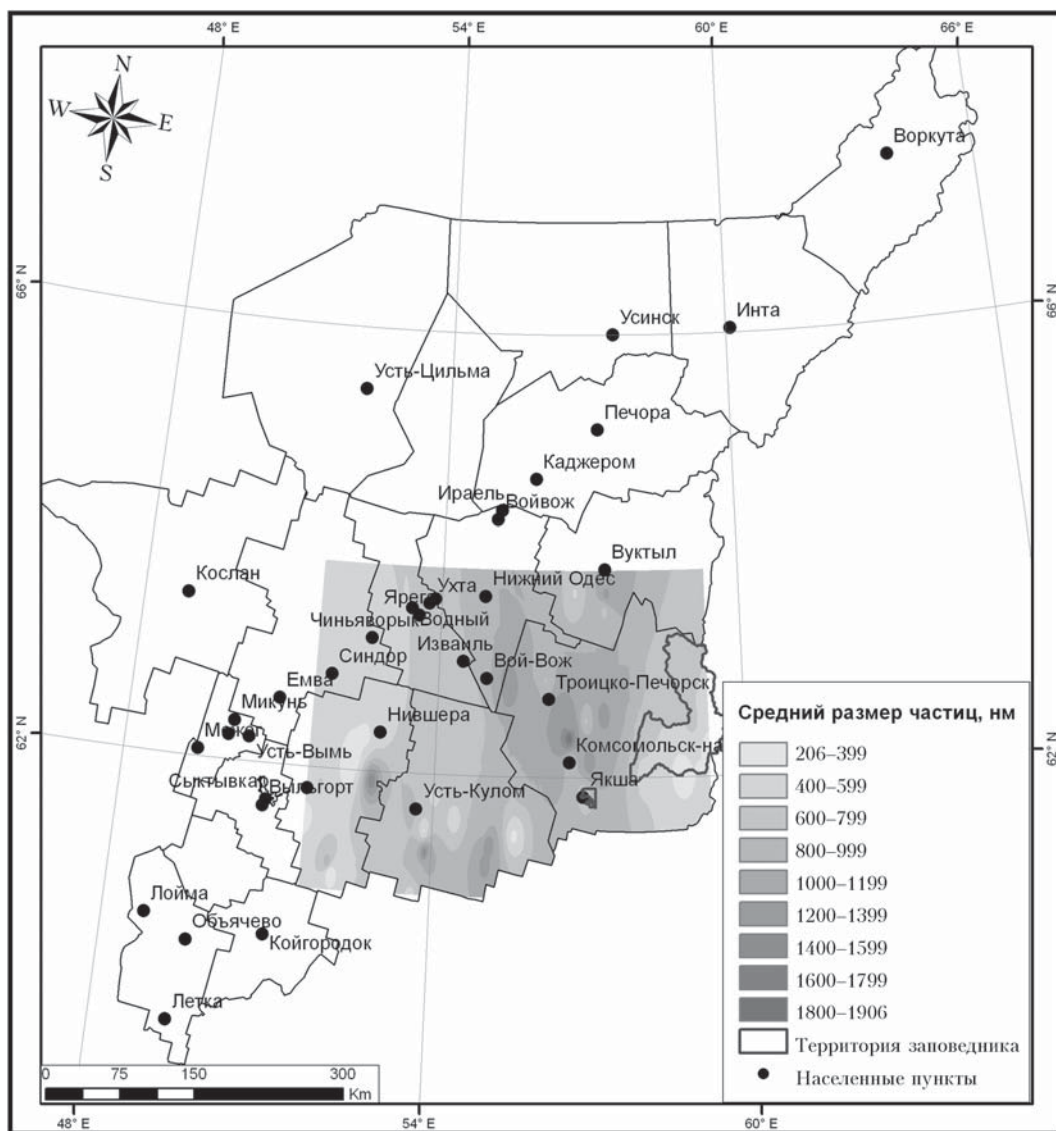 48° E
54° E
60° E
66° E
N
W
E
S
Воркута
66° N
66° N
Усинск
Инта
Усть-Цильма
Печора
Каджером
Ираель
Войвож
Вуктыл
Кослан
Ярега
Ухта
Нижний Одес
Водный
Чиньяворык
Изваиль
Вой-Вож
Синдор
Троицко-Печорск
Емва
Микунь
Нившера
62° N
62° N
Усть-Вымь
Комсомольск-на
Сыктывкар
Выльгорт
Якша
Усть-Кулом
Лойма
Объячево
Койгородок
Летка
Средний размер частиц, нм
206–399
400–599
600–799
800–999
1000–1199
1200–1399
1400–1599
1600–1799
1800–1906
Территория заповедника
Населенные пункты
0 75 150 300
Km
48° E
54° E
60° E